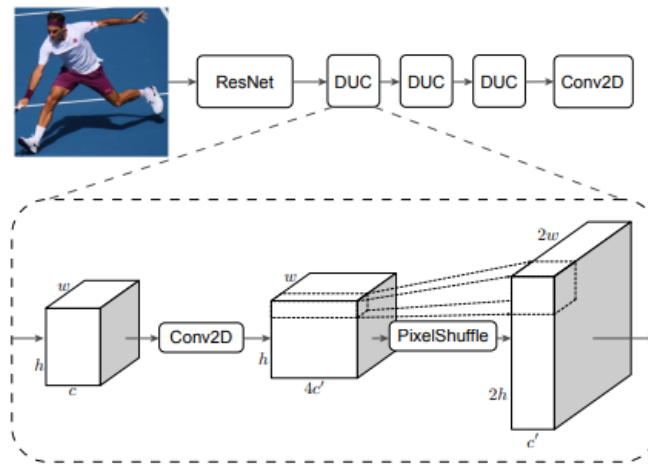 ResNet
DUC
DUC
DUC
Conv2D
w
h
c
Conv2D
w
h
4c′
PixelShuffle
2w
2h
c′